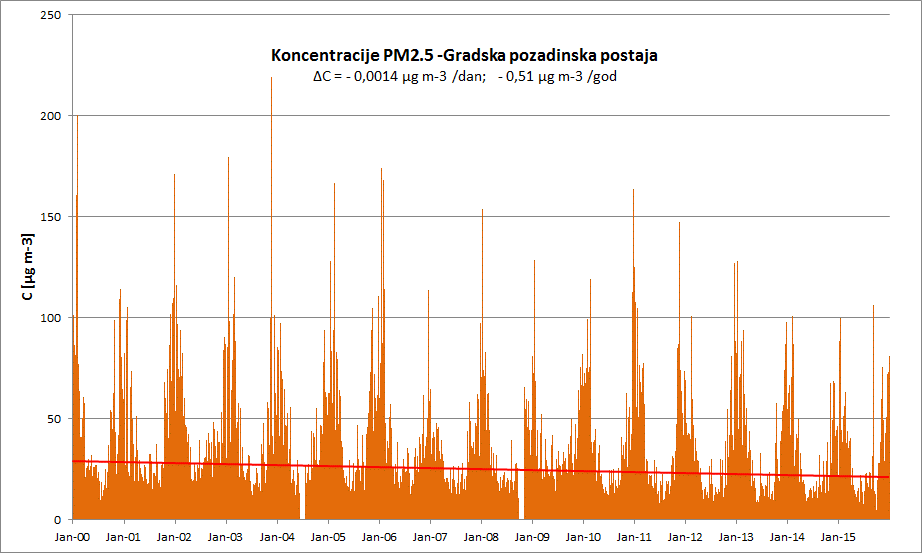 Koncentracije PM2.5 -Gradska pozadinska postaja
ΔC = - 0,0014 µg m-3 /dan;   - 0,51 µg m-3 /god
C [µg m-3]
250
200
150
100
50
0
Jan-00 Jan-01 Jan-02 Jan-03 Jan-04 Jan-05 Jan-06 Jan-07 Jan-08 Jan-09 Jan-10 Jan-11 Jan-12 Jan-13 Jan-14 Jan-15